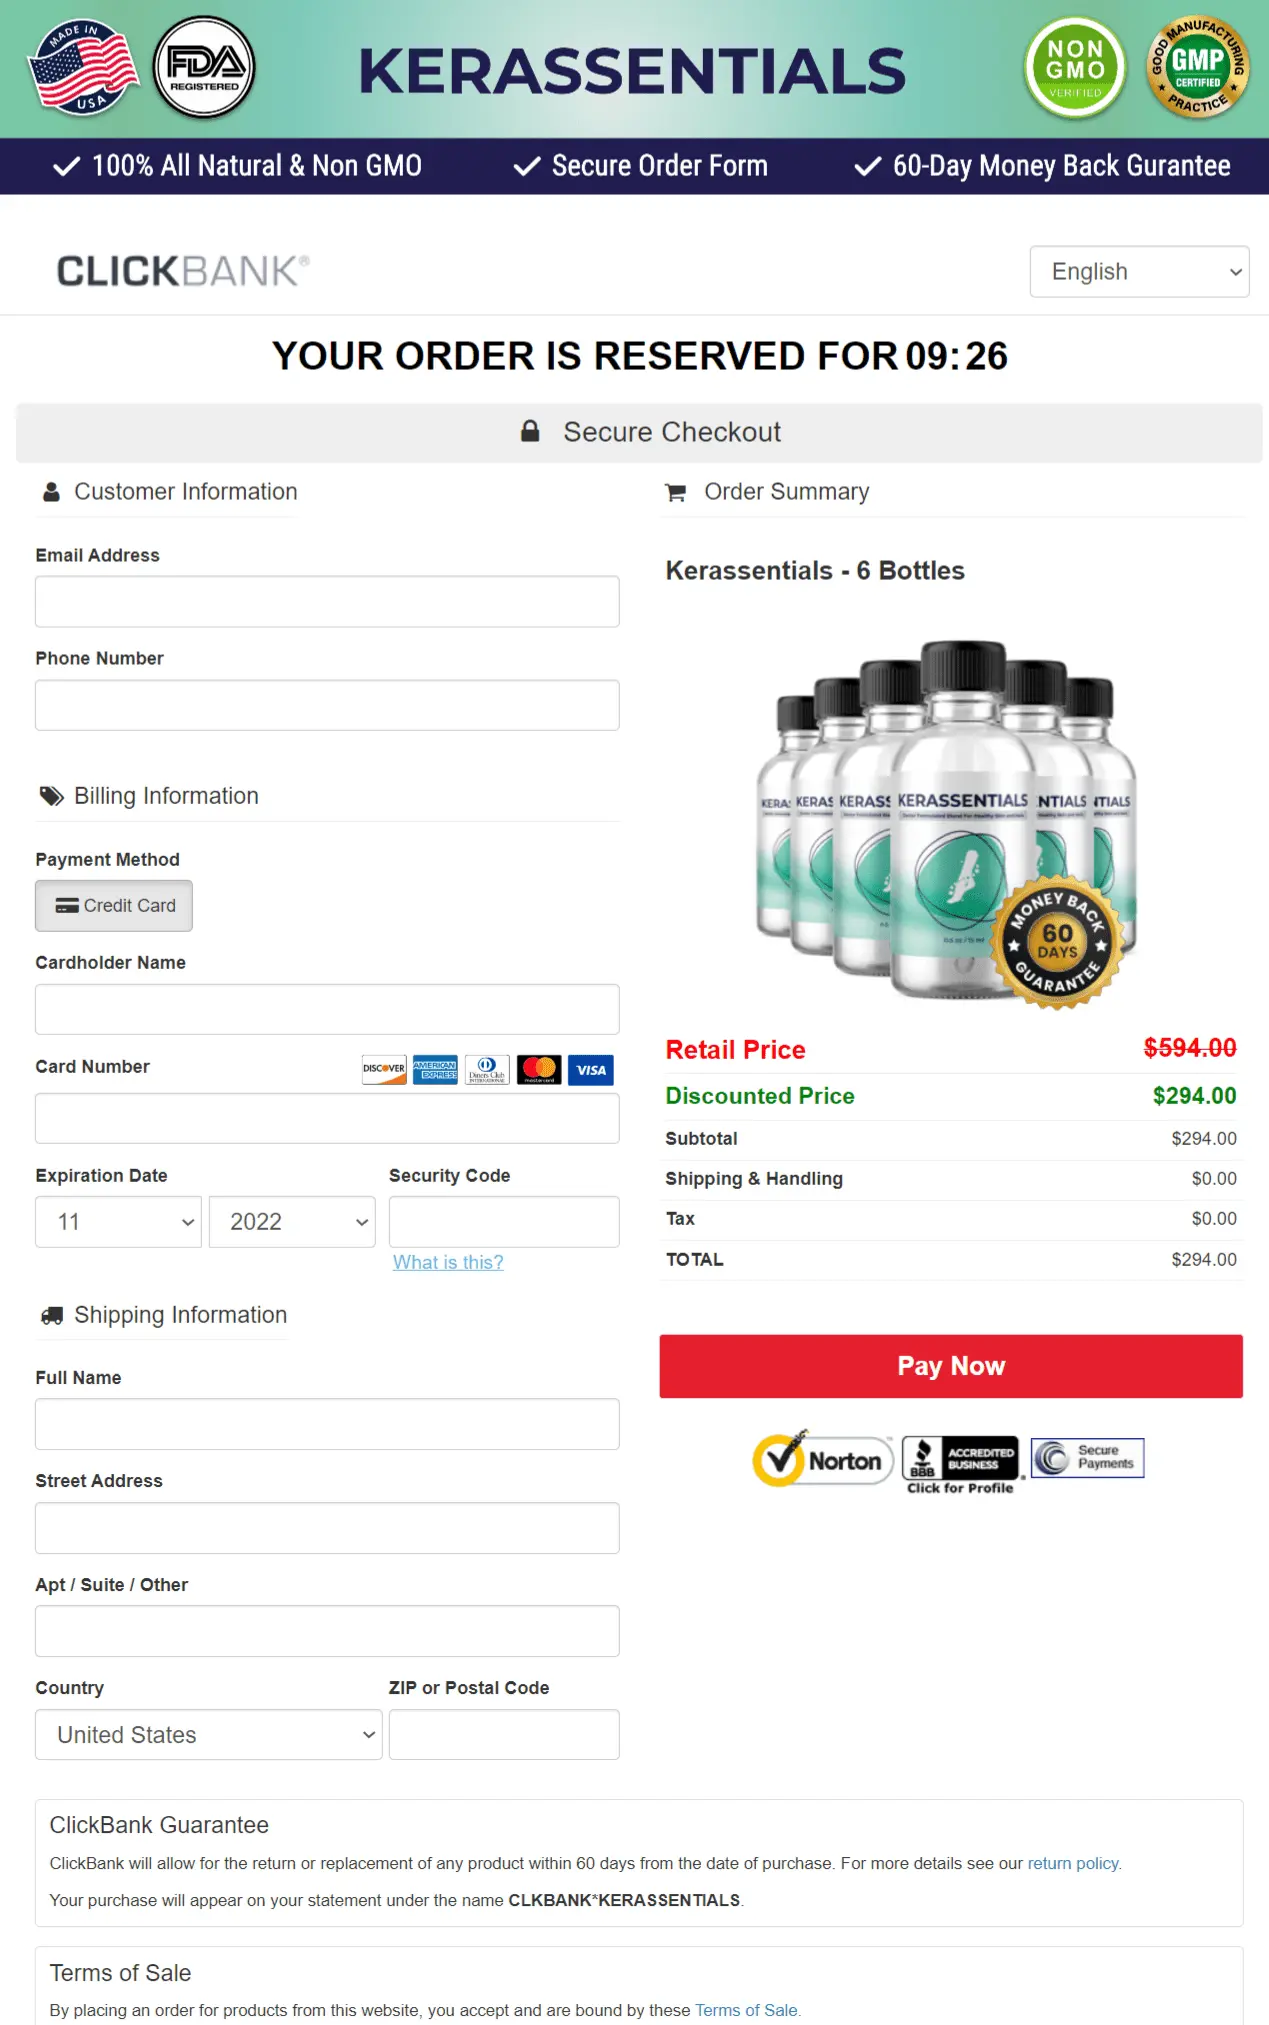 MADE IN
USA
FDA
REGISTERED
KERASSENTIALS
NON
GMO
VERIFIED
GOOD MANUFACTURING
GMP
CERTIFIED
PRACTICE
100% All Natural & Non GMO
Secure Order Form
60-Day Money Back Gurantee
CLICKBANK®
English
YOUR ORDER IS RESERVED FOR 09:26
Secure Checkout
Customer Information
Email Address
Phone Number
Billing Information
Payment Method
Credit Card
Cardholder Name
Card Number
DISCOVER
AMERICAN EXPRESS
Diners Club INTERNATIONAL
mastercard
VISA
Expiration Date
Security Code
11
2022
What is this?
Shipping Information
Full Name
Street Address
Apt / Suite / Other
Country
ZIP or Postal Code
United States
Order Summary
Kerassentials - 6 Bottles
KERA
KERAS
KERASS
KERASSENTIALS
NTIALS
TIALS
MONEY BACK
60
DAYS
GUARANTEE
Retail Price
$594.00
Discounted Price
$294.00
Subtotal
$294.00
Shipping & Handling
$0.00
Tax
$0.00
TOTAL
$294.00
Pay Now
Norton
BBB
ACCREDITED
BUSINESS
Click for Profile
Secure
Payments
ClickBank Guarantee
ClickBank will allow for the return or replacement of any product within 60 days from the date of purchase. For more details see our return policy.
Your purchase will appear on your statement under the name CLKBANK*KERASSENTIALS.
Terms of Sale
By placing an order for products from this website, you accept and are bound by these Terms of Sale.